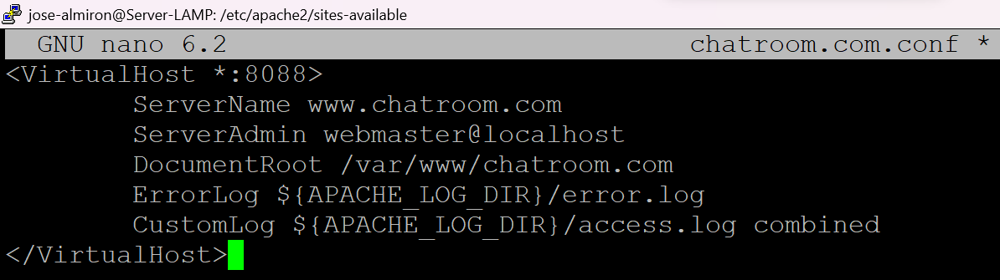 jose-almiron@Server-LAMP: /etc/apache2/sites-available
GNU nano 6.2 chatroom.com.conf *
<VirtualHost *:8088>
        ServerName www.chatroom.com
        ServerAdmin webmaster@localhost
        DocumentRoot /var/www/chatroom.com
        ErrorLog ${APACHE_LOG_DIR}/error.log
        CustomLog ${APACHE_LOG_DIR}/access.log combined
</VirtualHost>